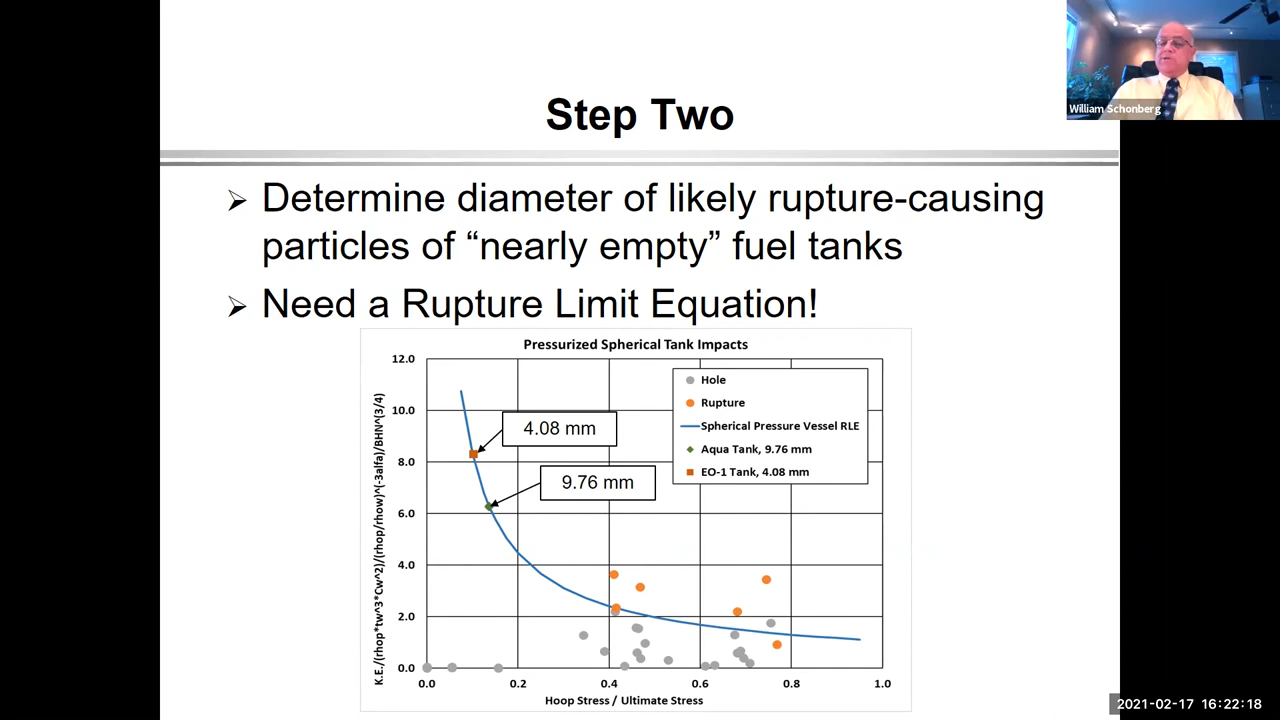 William Schonberg
Step Two
Determine diameter of likely rupture-causing
particles of “nearly empty” fuel tanks
Need a Rupture Limit Equation!
Pressurized Spherical Tank Impacts
K.E./(rhop*tw^3*Cw^2)/(rhop/rhow)^(-3alfa)/BHN^(3/4)
12.0
10.0
8.0
6.0
4.0
2.0
0.0
4.08 mm
9.76 mm
Hole
Rupture
Spherical Pressure Vessel RLE
Aqua Tank, 9.76 mm
EO-1 Tank, 4.08 mm
0.0 0.2 0.4 0.6 0.8 1.0
Hoop Stress / Ultimate Stress
2021-02-17 16:22:18